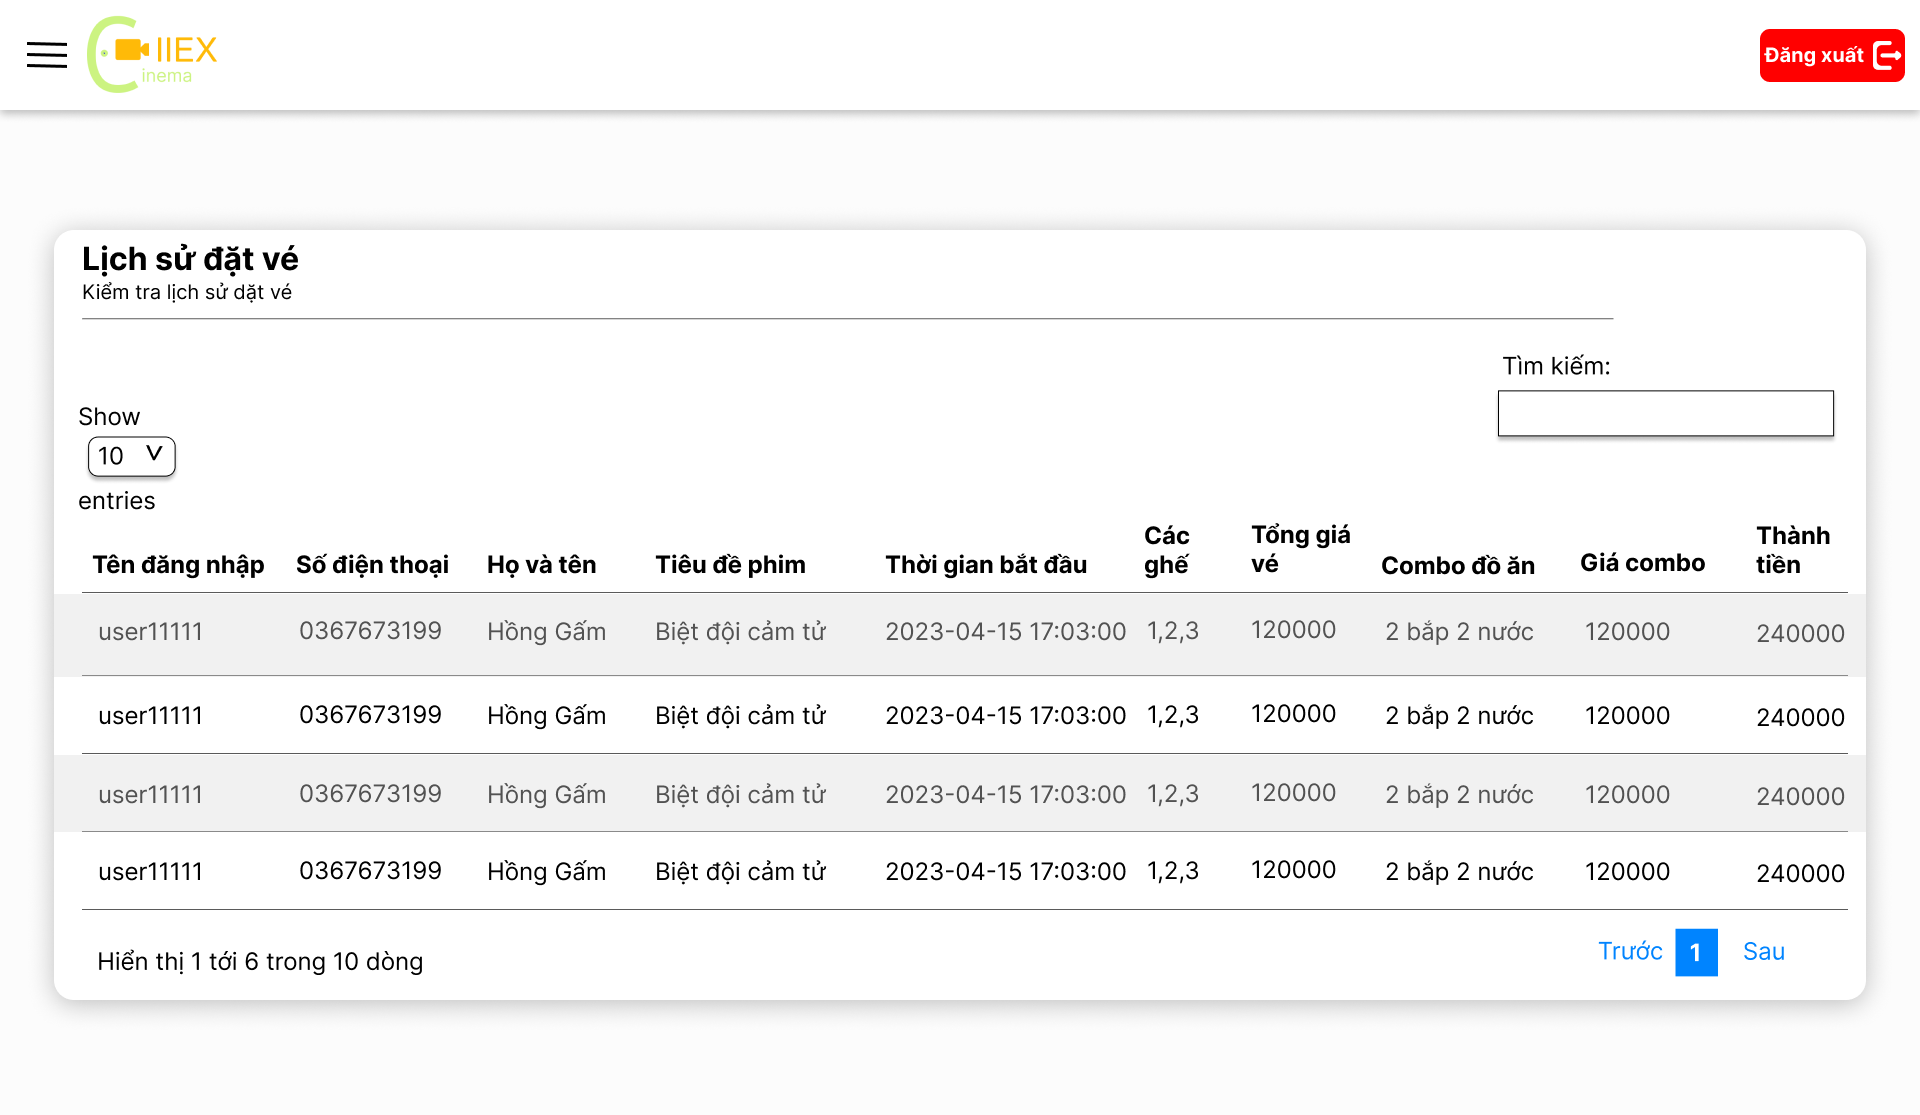 IIEX
inema
Đăng xuất
Lịch sử đặt vé
Kiểm tra lịch sử dặt vé
Tìm kiếm:
Show
10
entries
Tên đăng nhập Số điện thoại Họ và tên Tiêu đề phim Thời gian bắt đầu Các ghế Tổng giá vé Combo đồ ăn Giá combo Thành tiền
user11111 0367673199 Hồng Gấm Biệt đội cảm tử 2023-04-15 17:03:00 1,2,3 120000 2 bắp 2 nước 120000 240000
user11111 0367673199 Hồng Gấm Biệt đội cảm tử 2023-04-15 17:03:00 1,2,3 120000 2 bắp 2 nước 120000 240000
user11111 0367673199 Hồng Gấm Biệt đội cảm tử 2023-04-15 17:03:00 1,2,3 120000 2 bắp 2 nước 120000 240000
user11111 0367673199 Hồng Gấm Biệt đội cảm tử 2023-04-15 17:03:00 1,2,3 120000 2 bắp 2 nước 120000 240000
Hiển thị 1 tới 6 trong 10 dòng
Trước 1 Sau